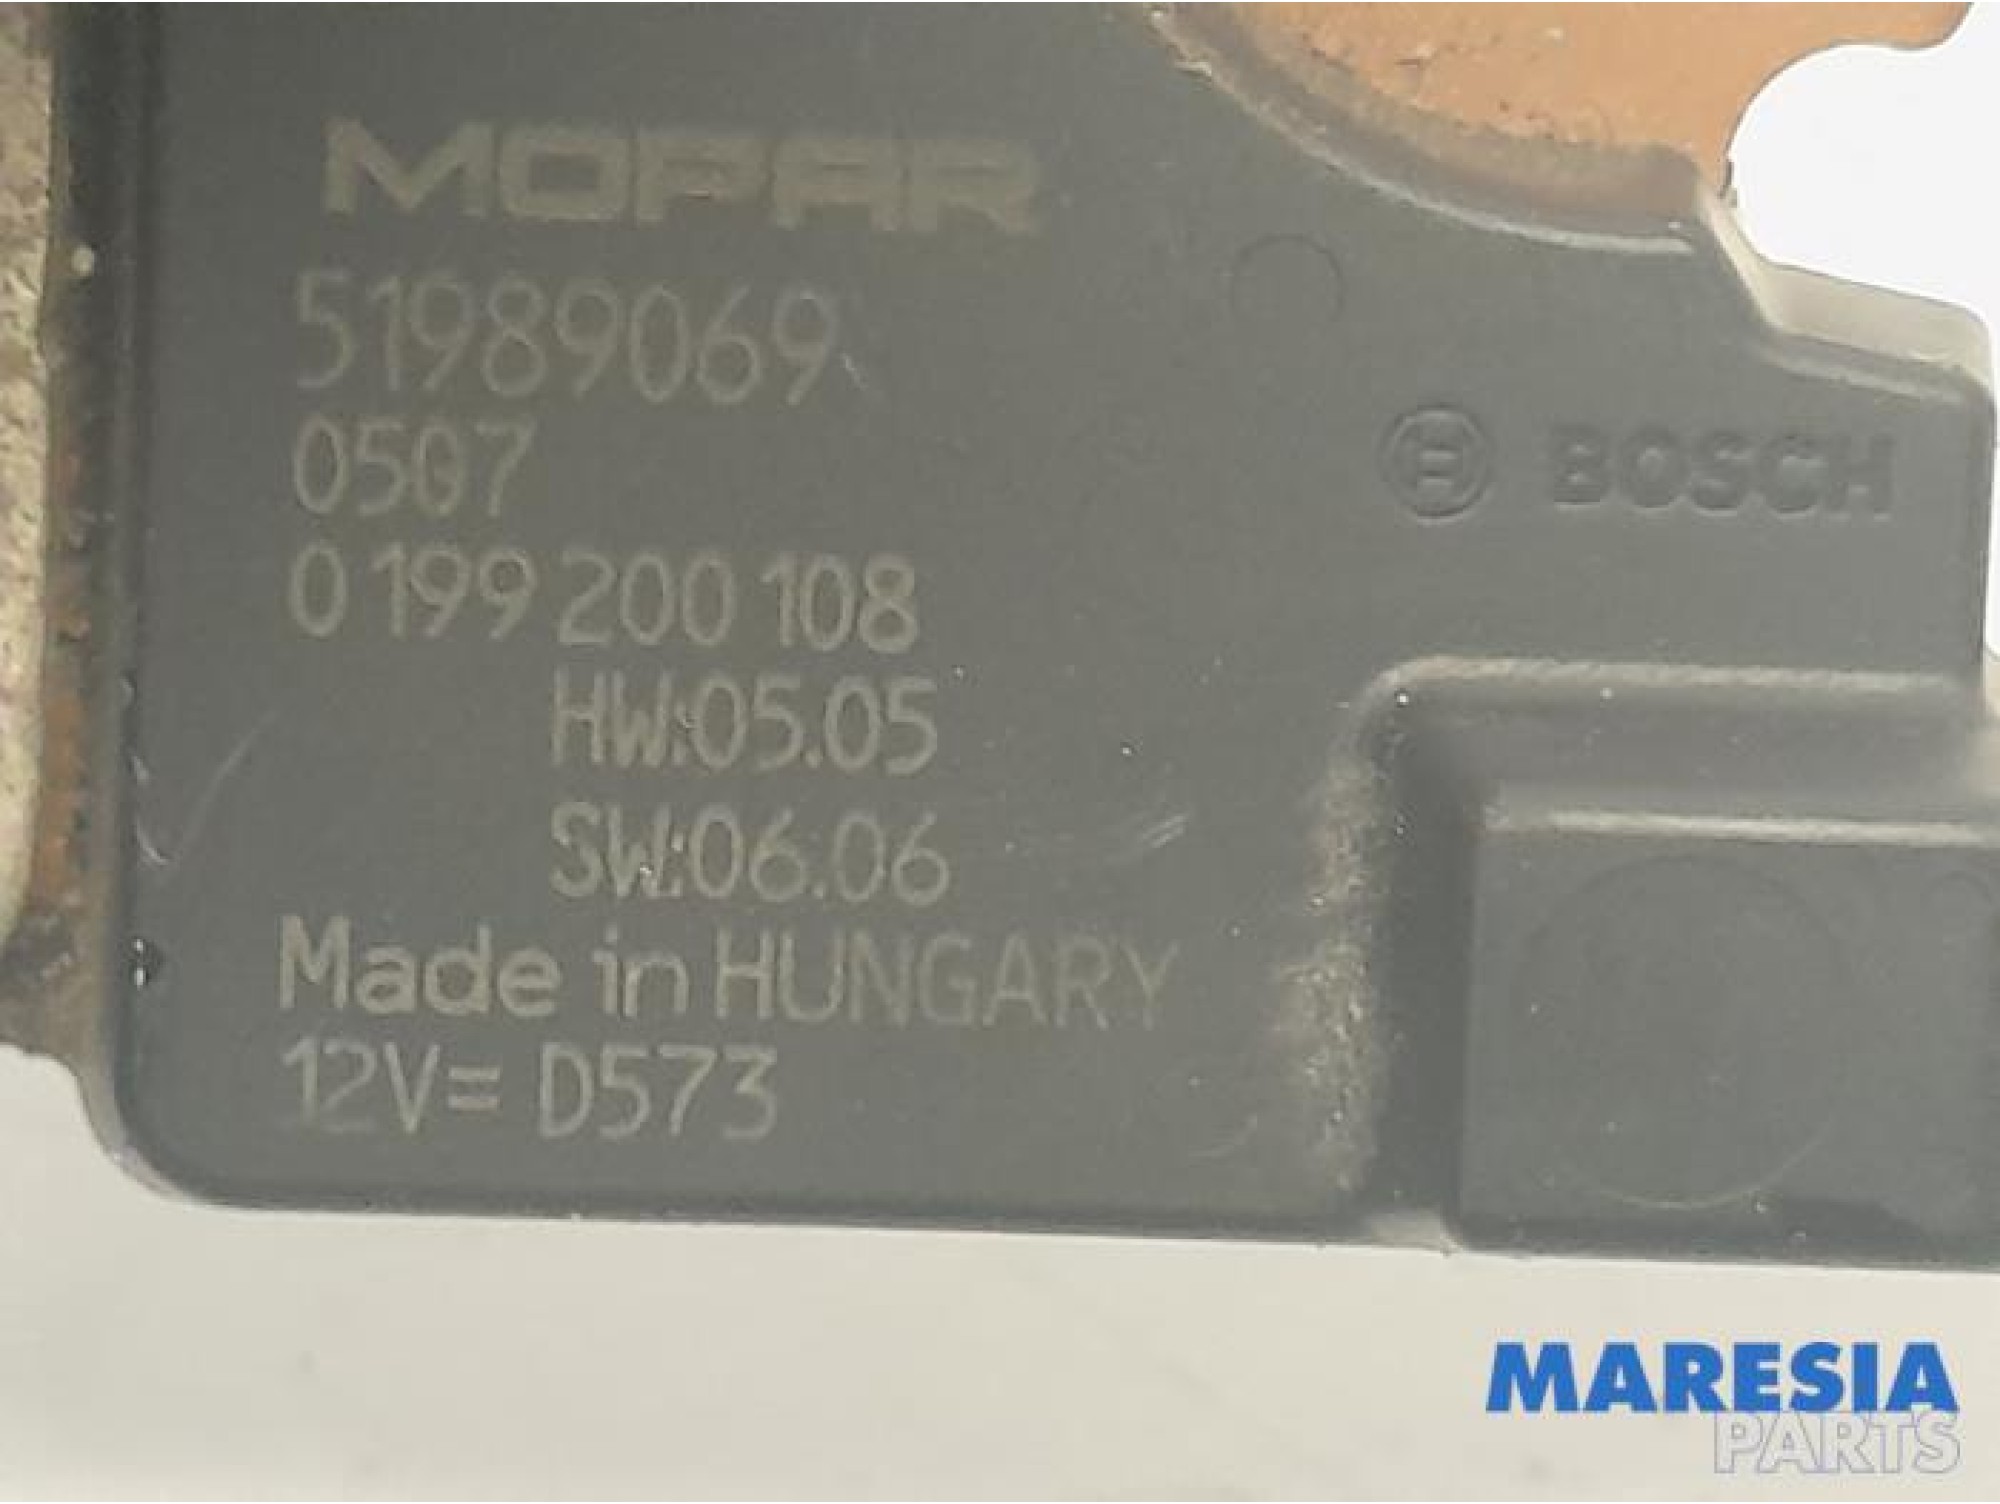 MOPAR
51989069
0507
0 199 200 108
HW:05.05
SW:06.06
Made in HUNGARY
12V= D573
BOSCH
MARESIA
PARTS